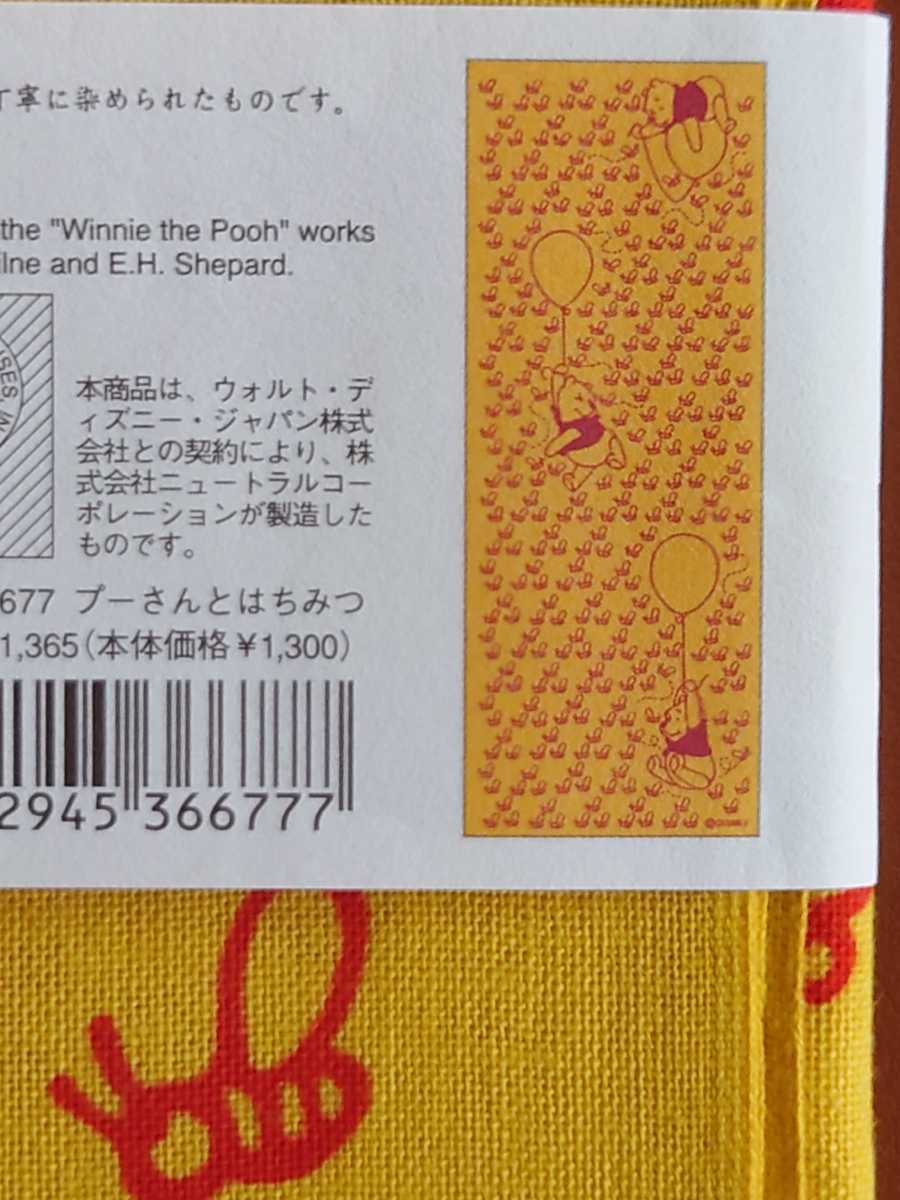 丁寧に染められたものです。
the "Winnie the Pooh" works
ilne and E.H. Shepard.
本商品は、ウォルト・デ
ィズニー・ジャパン株式
会社との契約により、株
式会社ニュートラルコー
ポレーションが製造した
ものです。
677 プーさんとはちみつ
1,365(本体価格￥1,300)
2945 366777